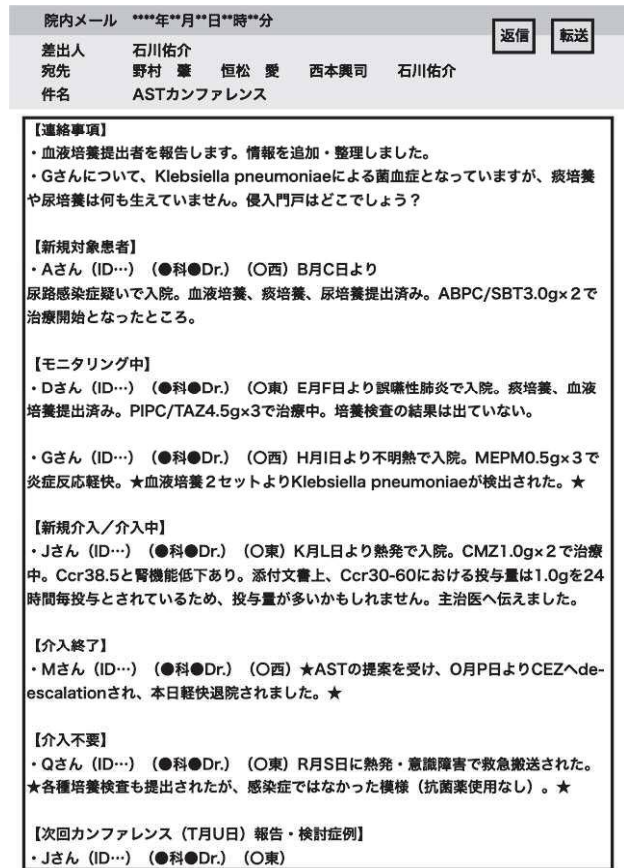 院内メール ****年**月**日**時**分
返信 転送
差出人 石川佑介
宛先 野村 肇 恒松 愛 西本興司 石川佑介
件名 ASTカンファレンス
【連絡事項】
・血液培養提出者を報告します。情報を追加・整理しました。
・Gさんについて、Klebsiella pneumoniaeによる菌血症となっていますが、痰培養
や尿培養は何も生えていません。侵入門戸はどこでしょう？
【新規対象患者】
・Aさん（ID…）（●科●Dr.）（○西）B月C日より
尿路感染症疑いで入院。血液培養、痰培養、尿培養提出済み。ABPC/SBT3.0g×２で
治療開始となったところ。
【モニタリング中】
・Dさん（ID…）（●科●Dr.）（○東）E月F日より誤嚥性肺炎で入院。痰培養、血液
培養提出済み。PIPC/TAZ4.5g×3で治療中。培養検査の結果は出ていない。
・Gさん（ID…）（●科●Dr.）（○西）H月I日より不明熱で入院。MEPM0.5g×３で
炎症反応軽快。★血液培養２セットよりKlebsiella pneumoniaeが検出された。★
【新規介入／介入中】
・Jさん（ID…）（●科●Dr.）（○東）K月L日より熱発で入院。CMZ1.0g×２で治療
中。Ccr38.5と腎機能低下あり。添付文書上、Ccr30-60における投与量は1.0gを24
時間毎投与とされているため、投与量が多いかもしれません。主治医へ伝えました。
【介入終了】
・Mさん（ID…）（●科●Dr.）（○西）★ASTの提案を受け、O月P日よりCEZへde-
escalationされ、本日軽快退院されました。★
【介入不要】
・Qさん（ID…）（●科●Dr.）（○東）R月S日に熱発・意識障害で救急搬送された。
★各種培養検査も提出されたが、感染症ではなかった模様（抗菌薬使用なし）。★
【次回カンファレンス（T月U日）報告・検討症例】
・Jさん（ID…）（●科●Dr.）（○東）